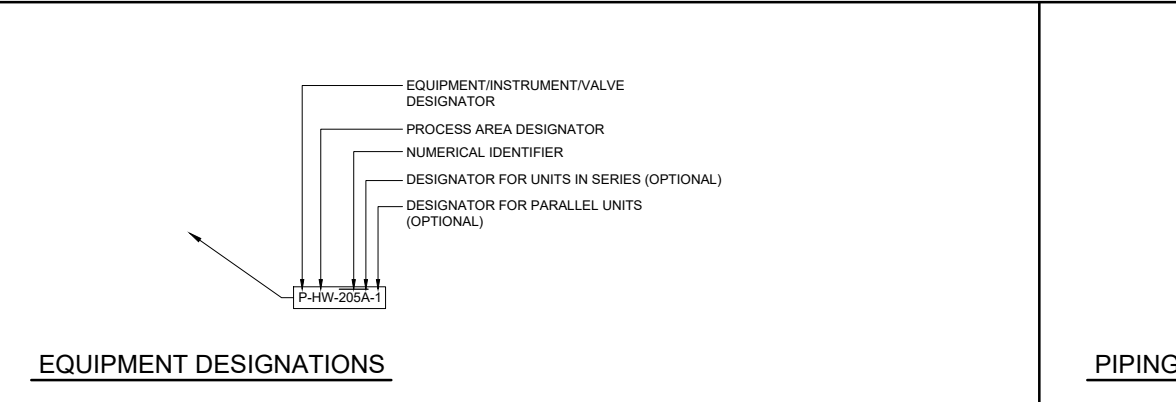 EQUIPMENT/INSTRUMENT/VALVE
DESIGNATOR
PROCESS AREA DESIGNATOR
NUMERICAL IDENTIFIER
DESIGNATOR FOR UNITS IN SERIES (OPTIONAL)
DESIGNATOR FOR PARALLEL UNITS
(OPTIONAL)
P-HW-205A-1
EQUIPMENT DESIGNATIONS
PIPING